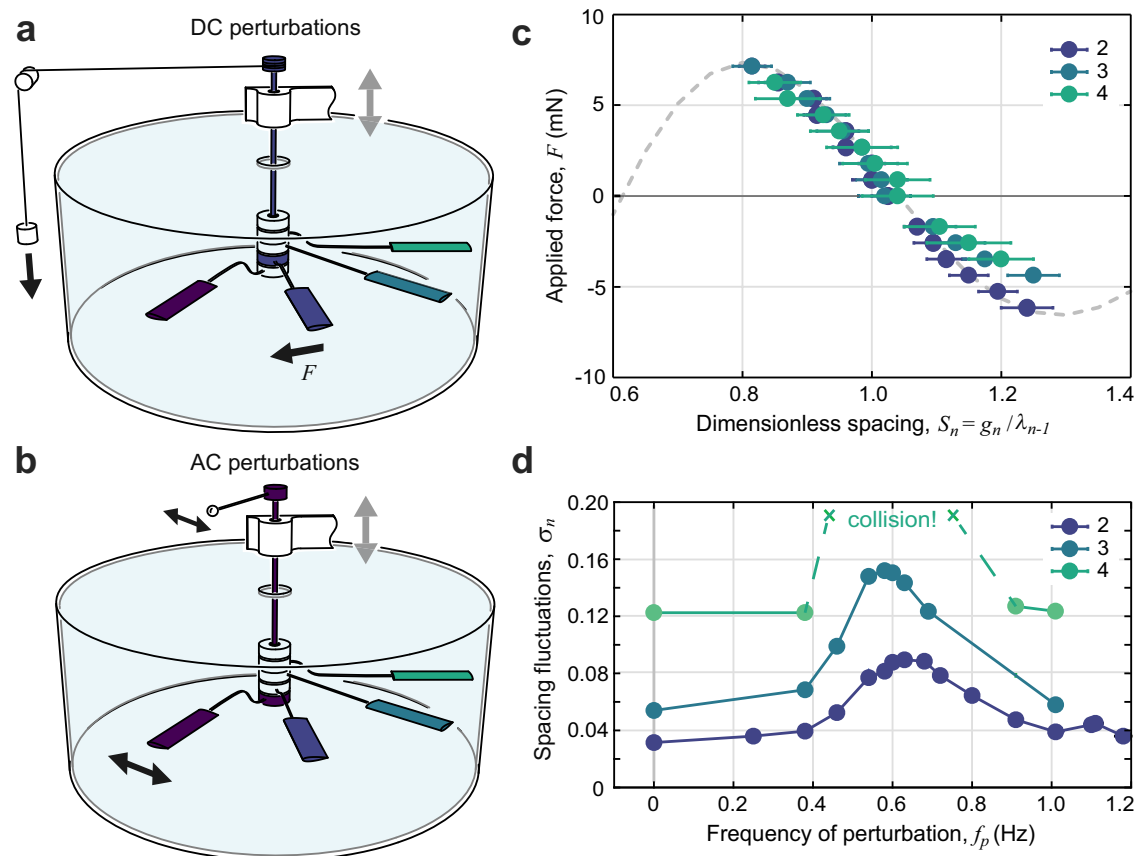 a
DC perturbations
F
b
AC perturbations
c
10
5
0
-5
-10
0.6
0.8
1.0
1.2
1.4
Applied force, F (mN)
Dimensionless spacing, Sₙ = gₙ / λₙ₋₁
2
3
4
d
0.20
0.16
0.12
0.08
0.04
0
0
0.2
0.4
0.6
0.8
1.0
1.2
Spacing fluctuations, σₙ
Frequency of perturbation, fₚ (Hz)
collision!
2
3
4